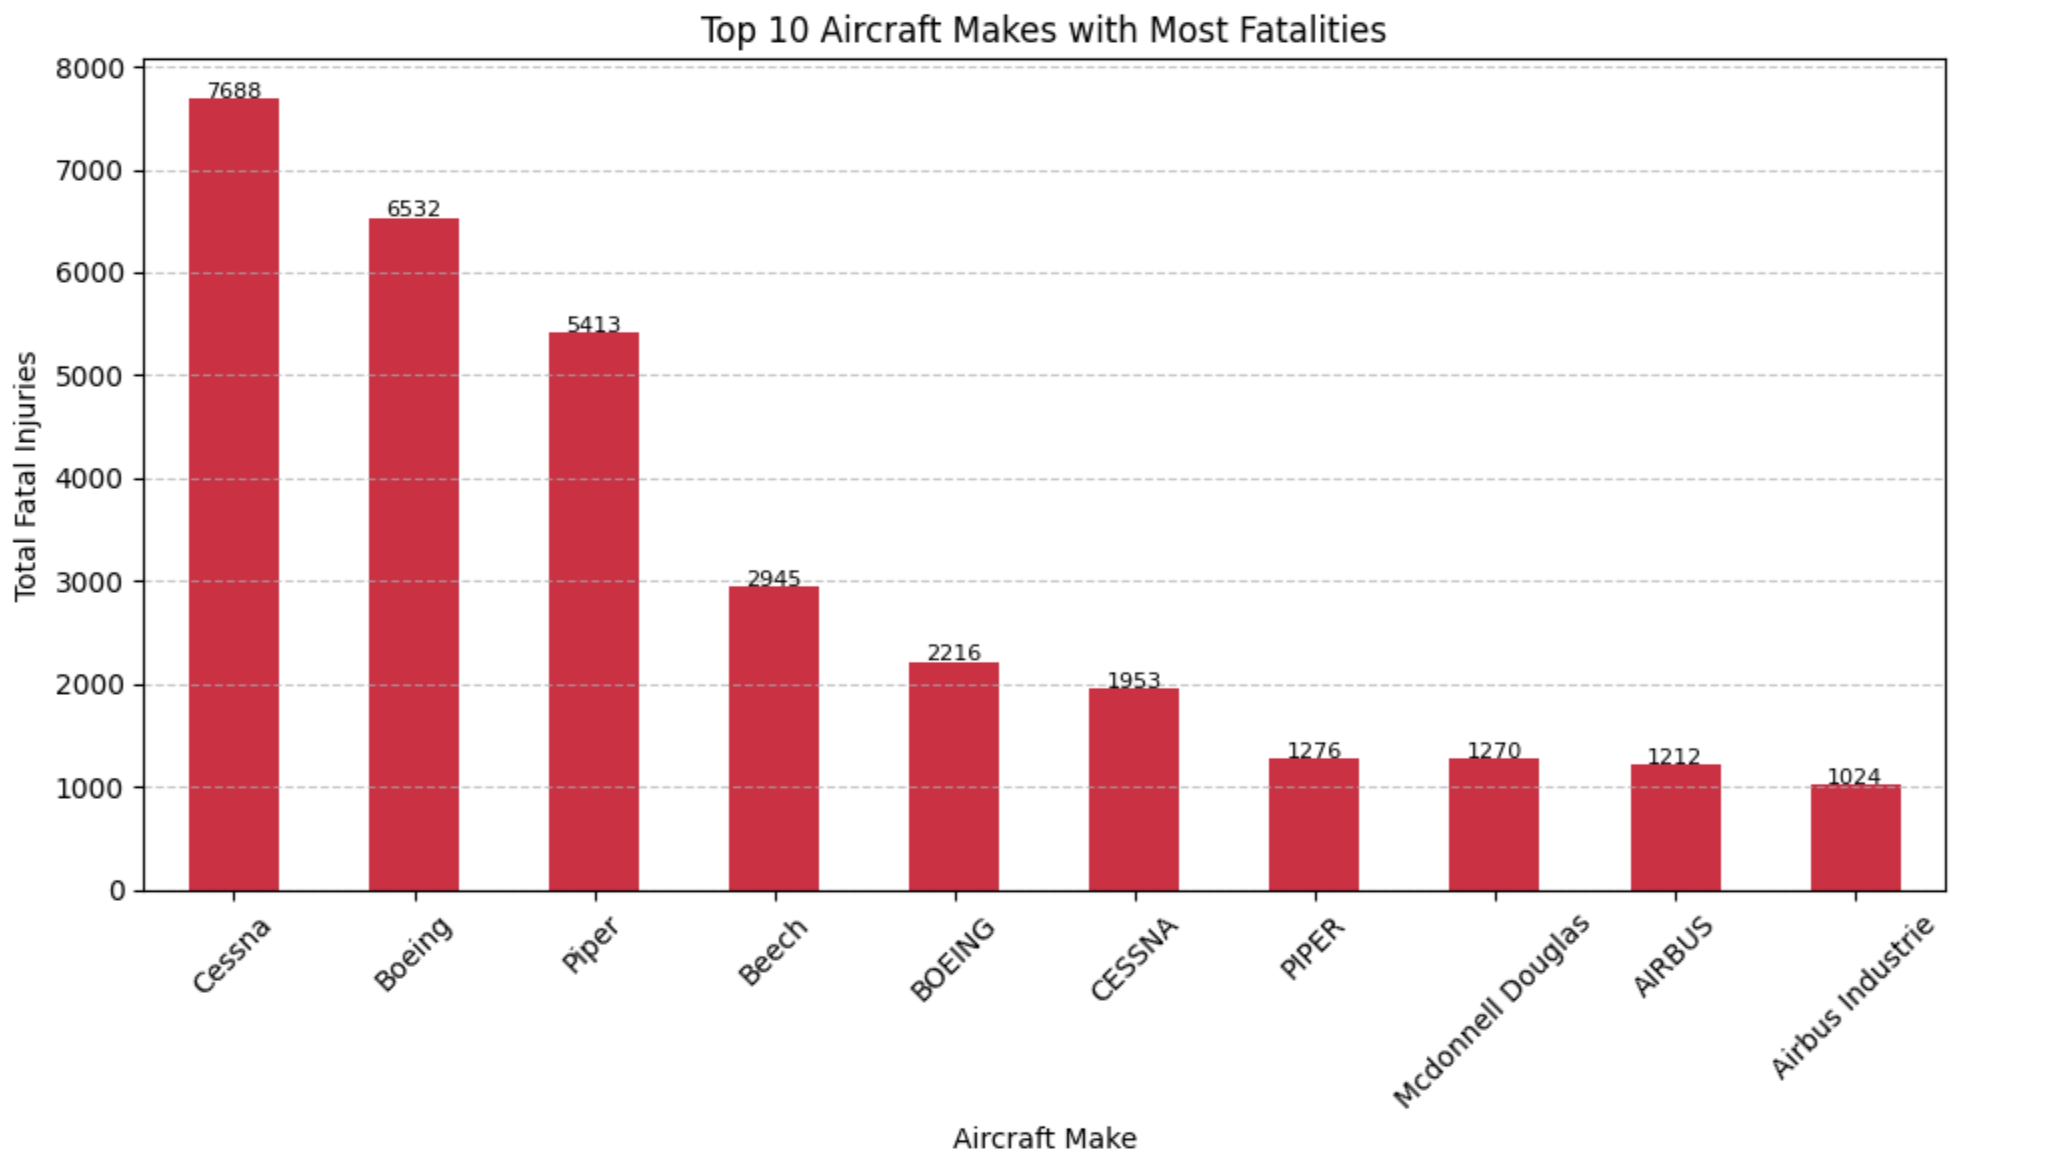 Top 10 Aircraft Makes with Most Fatalities
Total Fatal Injuries
8000
7000
6000
5000
4000
3000
2000
1000
0
7688
6532
5413
2945
2216
1953
1276
1270
1212
1024
Cessna
Boeing
Piper
Beech
BOEING
CESSNA
PIPER
Mcdonnell Douglas
AIRBUS
Airbus Industrie
Aircraft Make